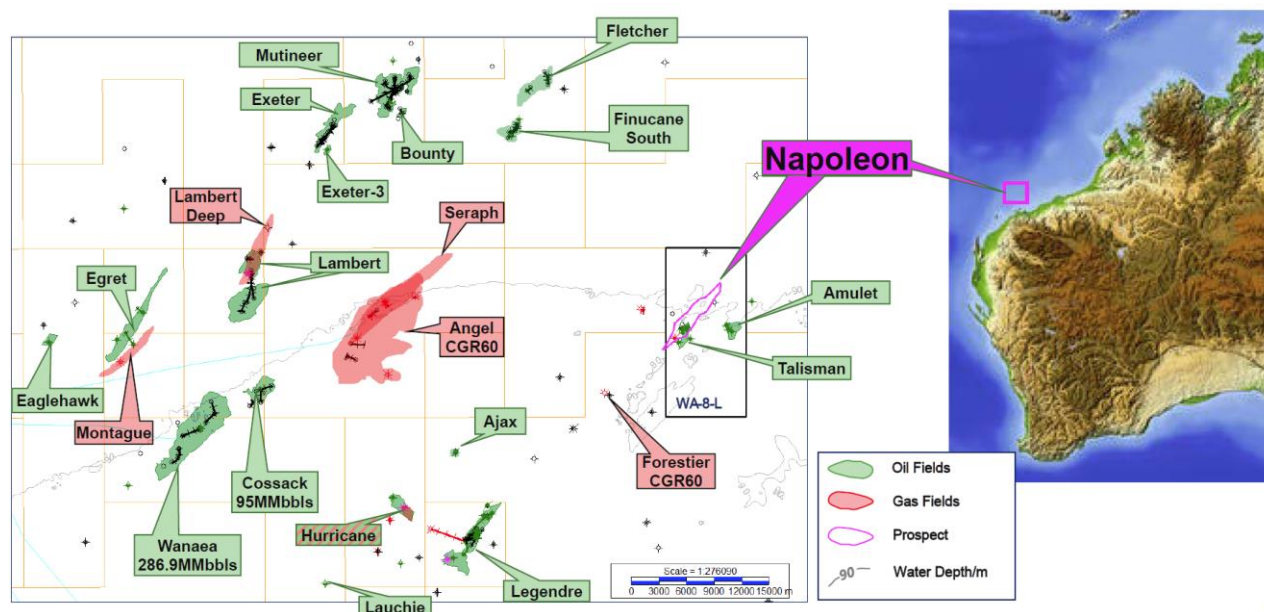 Fletcher
Mutineer
Exeter
Finucane
South
Bounty
Napoleon
Exeter-3
Lambert
Deep
Seraph
Lambert
Egret
Amulet
Angel
CGR60
Talisman
Eaglehawk
WA-8-L
Montague
Ajax
Forestier
CGR60
Cossack
95MMbbls
Hurricane
Wanaea
286.9MMbbls
Legendre
Lauchie
Scale = 1:276090
0 3000 6000 9000 12000 15000 m
Oil Fields
Gas Fields
Prospect
90 Water Depth/m